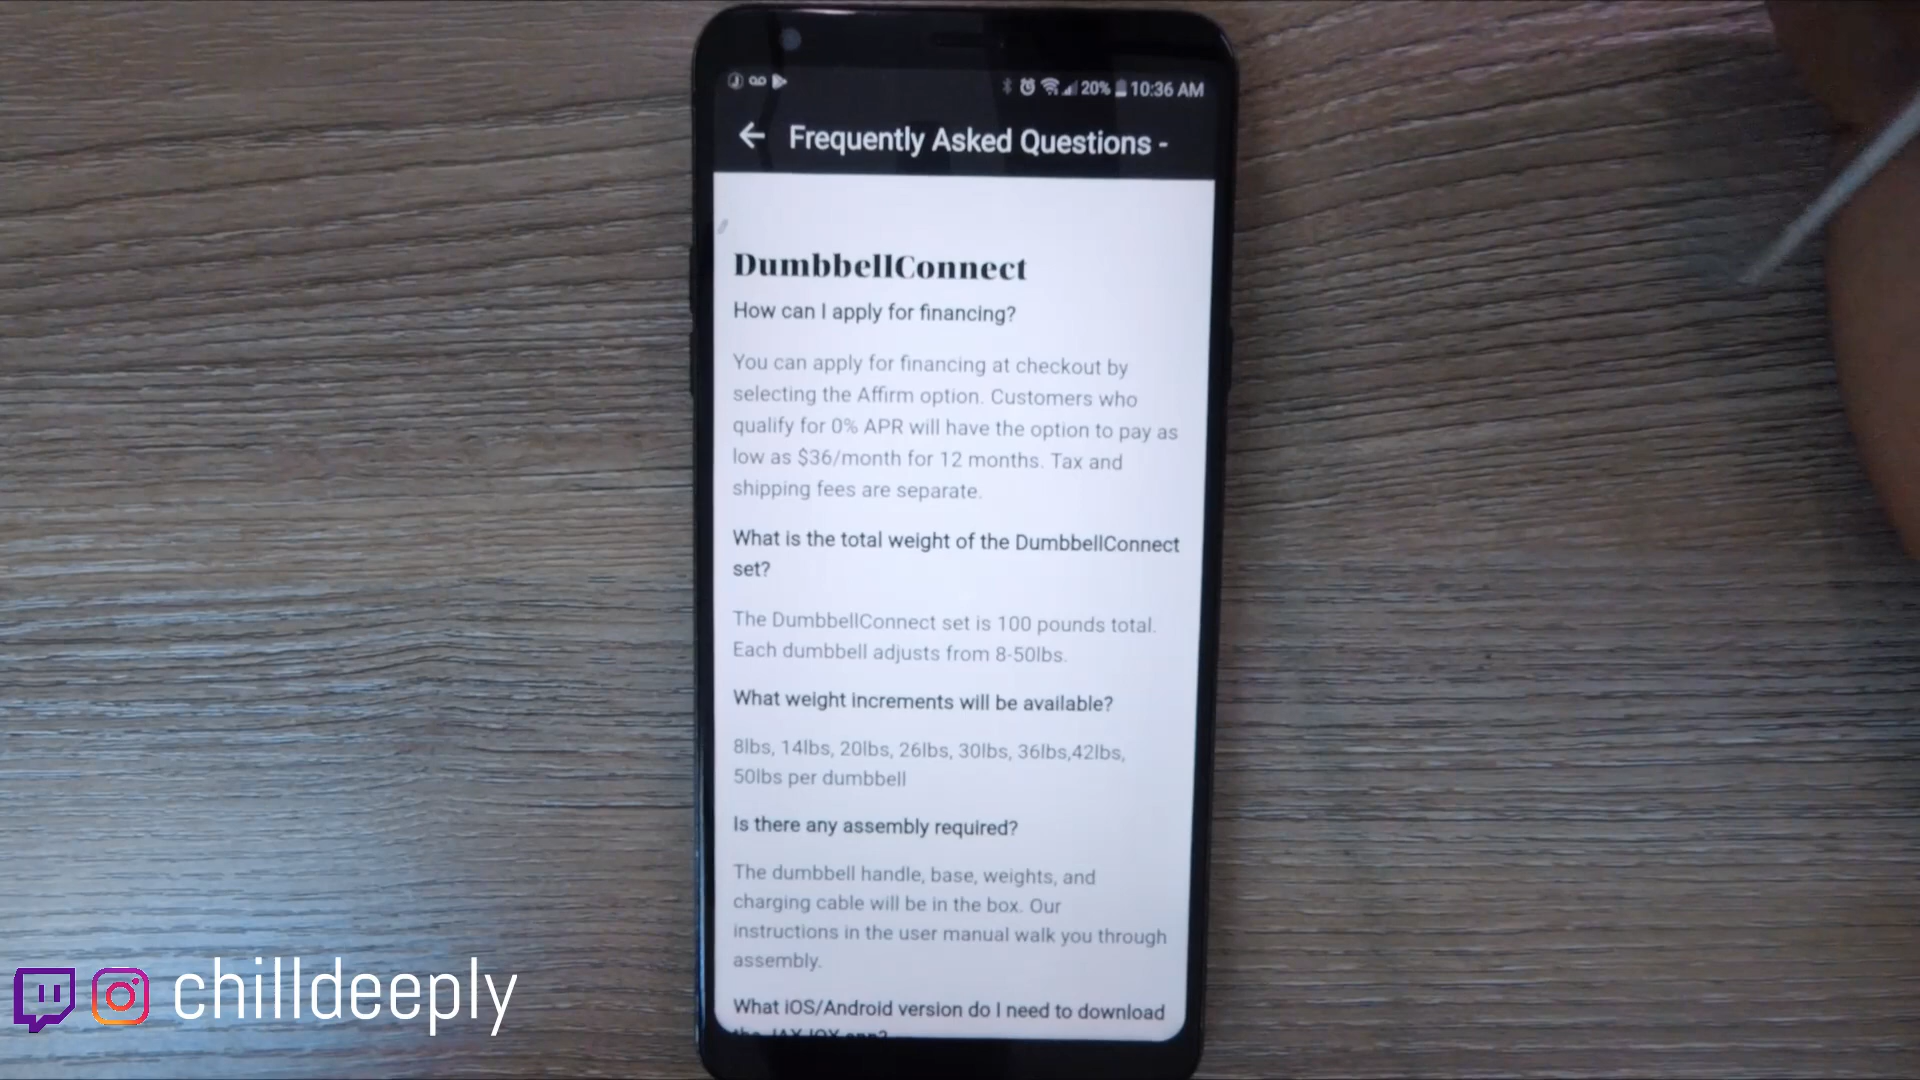 20% 10:36 AM
Frequently Asked Questions -
DumbbellConnect
How can I apply for financing?
You can apply for financing at checkout by
selecting the Affirm option. Customers who
qualify for 0% APR will have the option to pay as
low as $36/month for 12 months. Tax and
shipping fees are separate.
What is the total weight of the DumbbellConnect
set?
The DumbbellConnect set is 100 pounds total.
Each dumbbell adjusts from 8-50lbs.
What weight increments will be available?
8lbs, 14lbs, 20lbs, 26lbs, 30lbs, 36lbs,42lbs,
50lbs per dumbbell
Is there any assembly required?
The dumbbell handle, base, weights, and
charging cable will be in the box. Our
instructions in the user manual walk you through
assembly.
What iOS/Android version do I need to download
the JAXJOX app?
chilldeeply